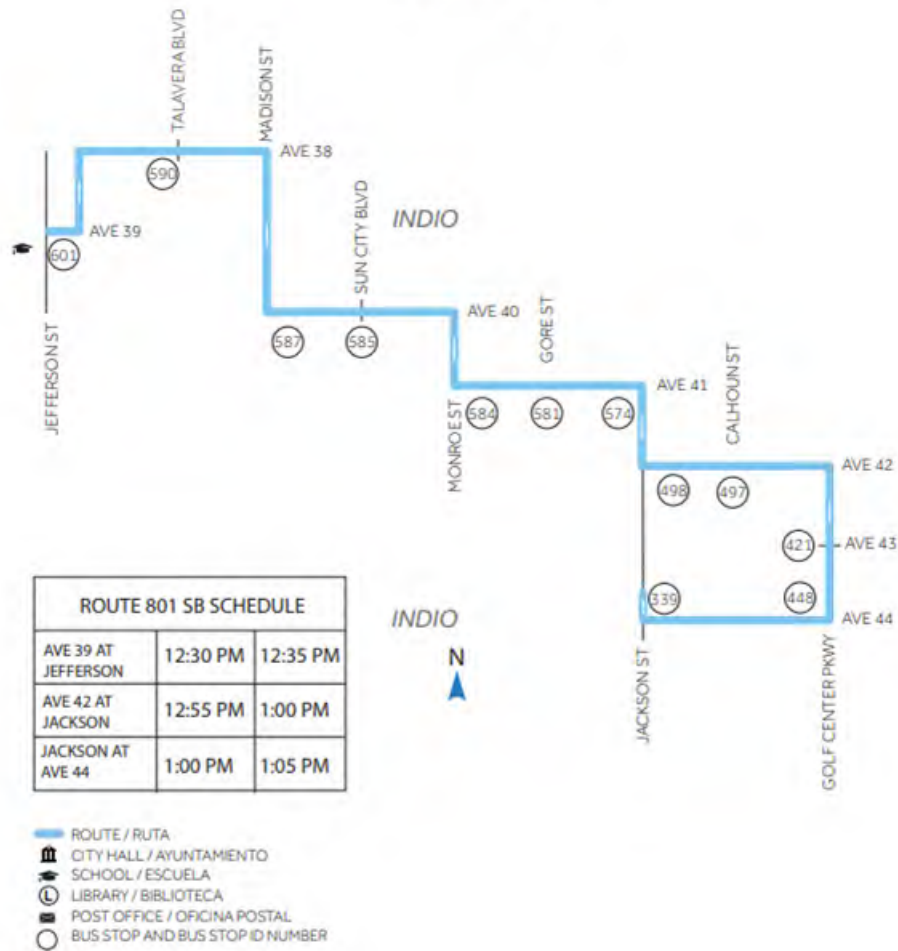 TALAVERA BLVD
MADISON ST
AVE 38
590
SUN CITY BLVD
INDIO
AVE 39
601
JEFFERSON ST
AVE 40
587
585
GORE ST
AVE 41
CALHOUN ST
584
581
574
MONROE ST
AVE 42
498
497
421
AVE 43
339
448
AVE 44
INDIO
N
JACKSON ST
GOLF CENTER PKWY
ROUTE 801 SB SCHEDULE
AVE 39 AT
JEFFERSON
12:30 PM
12:35 PM
AVE 42 AT
JACKSON
12:55 PM
1:00 PM
JACKSON AT
AVE 44
1:00 PM
1:05 PM
ROUTE / RUTA
CITY HALL / AYUNTAMIENTO
SCHOOL / ESCUELA
L LIBRARY / BIBLIOTECA
POST OFFICE / OFICINA POSTAL
BUS STOP AND BUS STOP ID NUMBER